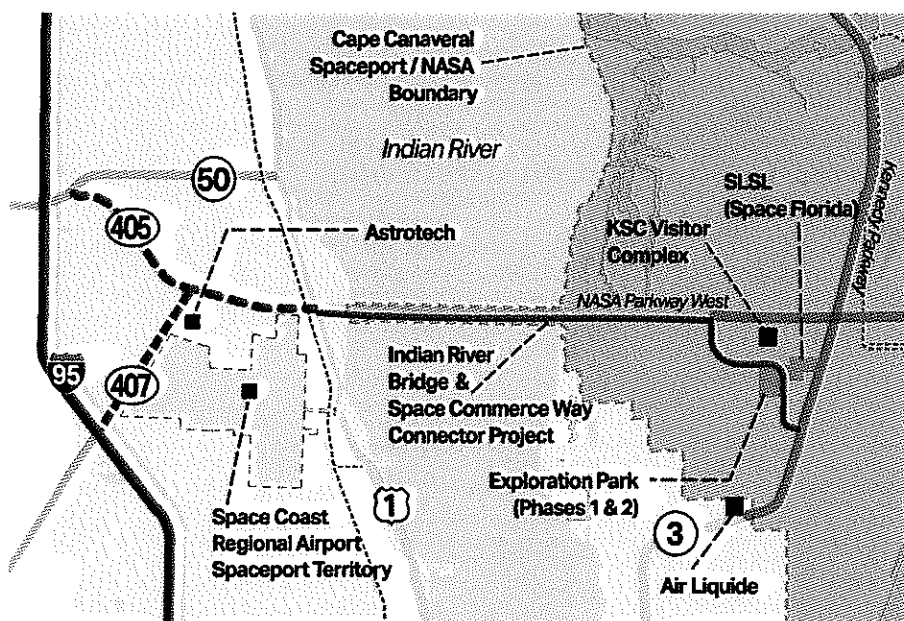 Cape Canaveral
Spaceport / NASA
Boundary
Indian River
50
SLSL
(Space Florida)
Kennedy Parkway
405
Astrotech
KSC Visitor
Complex
NASA Parkway West
95
407
Indian River
Bridge &
Space Commerce Way
Connector Project
Exploration Park
(Phases 1 & 2)
1
3
Space Coast
Regional Airport
Spaceport Territory
Air Liquide